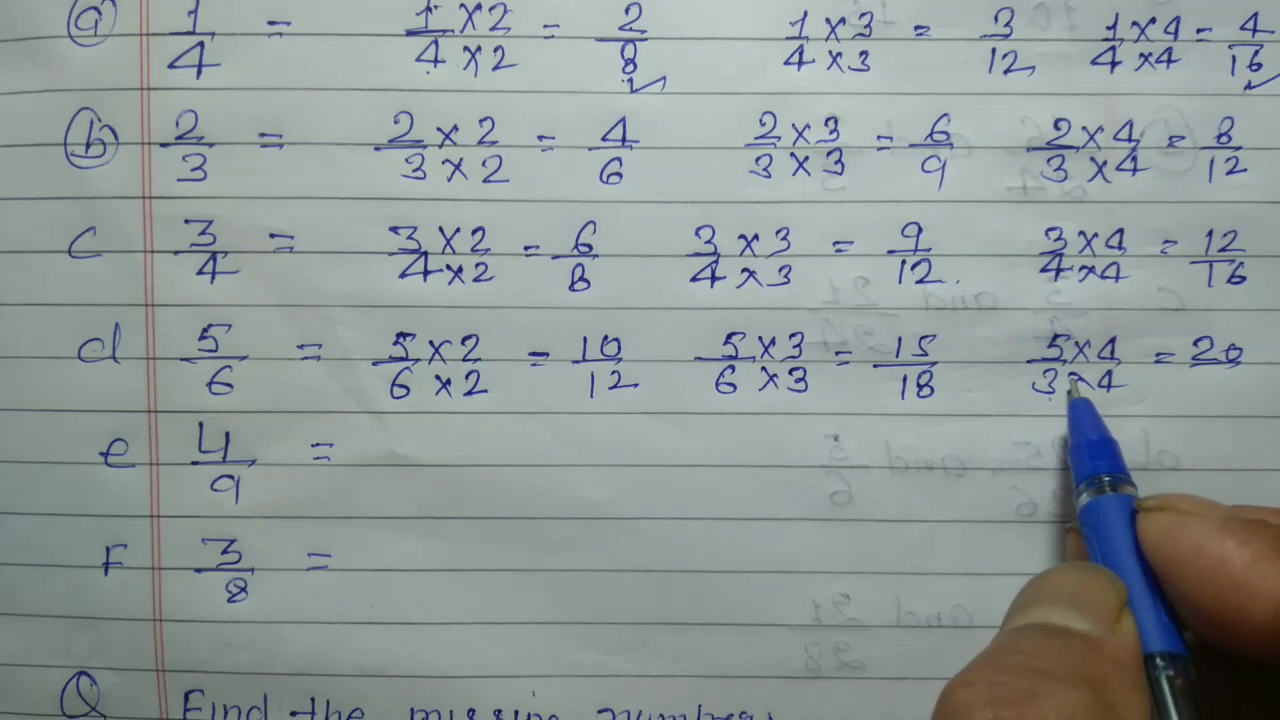 a 1/4 = 1×2/4×2 = 2/8 1×3/4×3 = 3/12 1×4/4×4 = 4/16
b 2/3 = 2×2/3×2 = 4/6 2×3/3×3 = 6/9 2×4/3×4 = 8/12
c 3/4 = 3×2/4×2 = 6/8 3×3/4×3 = 9/12. 3×4/4×4 = 12/16
d 5/6 = 5×2/6×2 = 10/12 5×3/6×3 = 15/18 5×4/3×4 = 20
e 4/9 =
F 3/8 =
Q Find the missing numbers